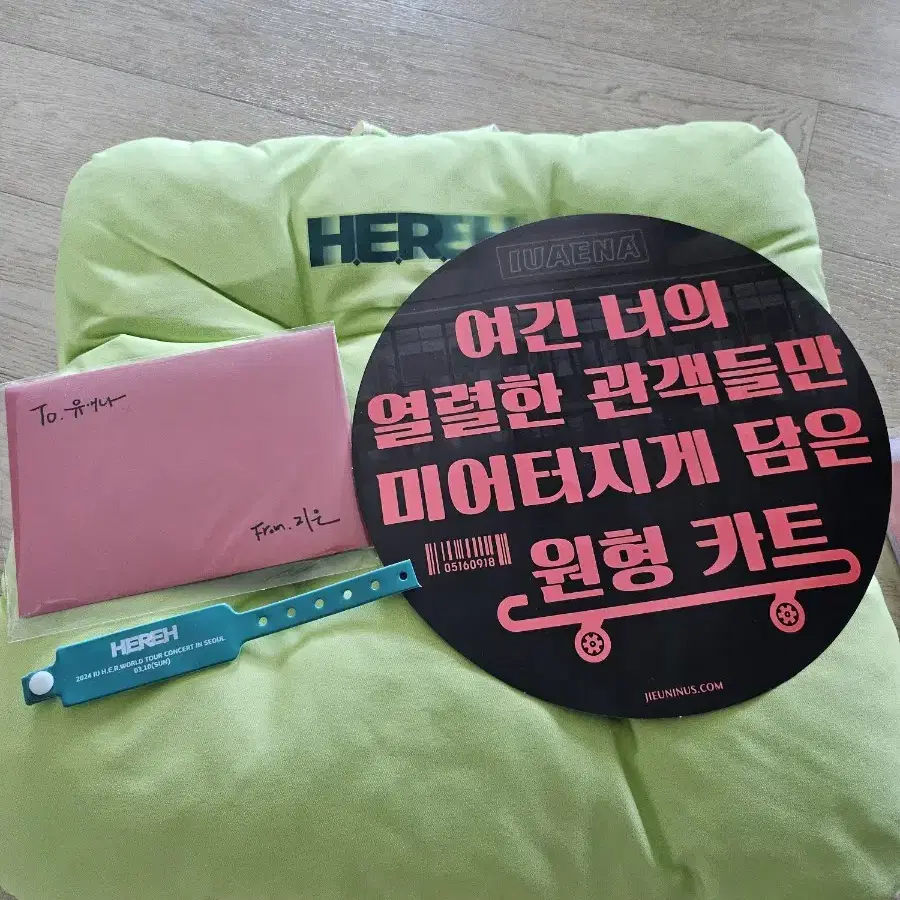 H.E.R.EH
IUAENA
여긴 너의
열렬한 관객들만
미어터지게 담은
원형 카트
05160918
JIEUNINUS.COM
To. 유애나
From. 지은
HEREH
2024 IU H.E.R.WORLD TOUR CONCERT IN SEOUL
03.10(SUN)